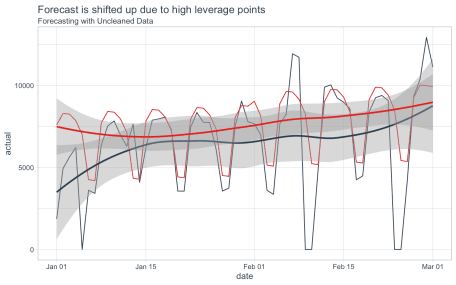 Forecast is shifted up due to high leverage points
Forecasting with Uncleaned Data
actual
10000
5000
0
Jan 01
Jan 15
Feb 01
Feb 15
Mar 01
date